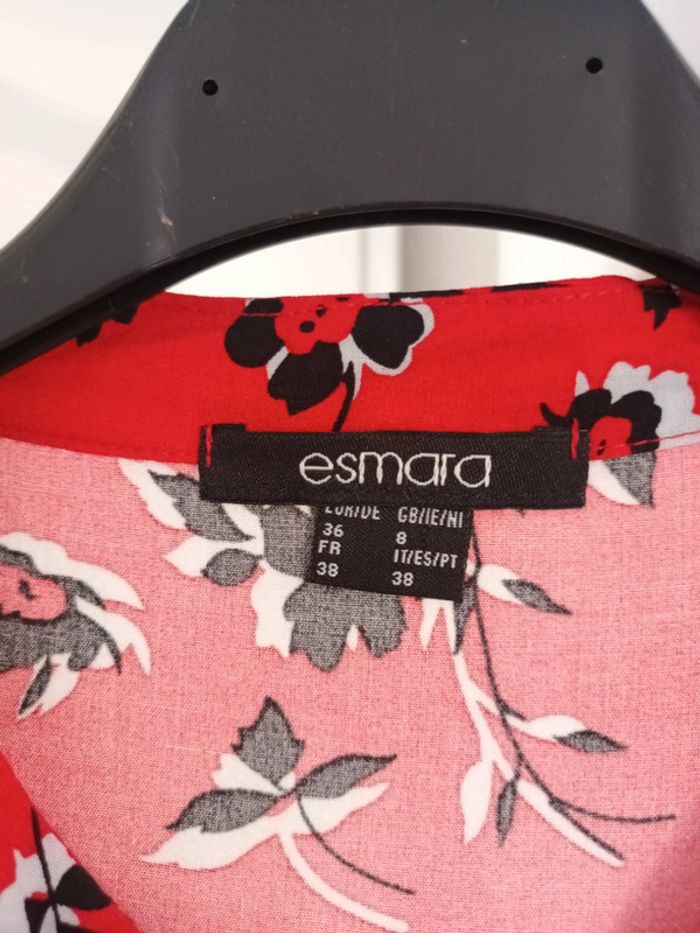 esmara
EUR/DE GB/IE/NI
36 8
FR IT/ES/PT
38 38